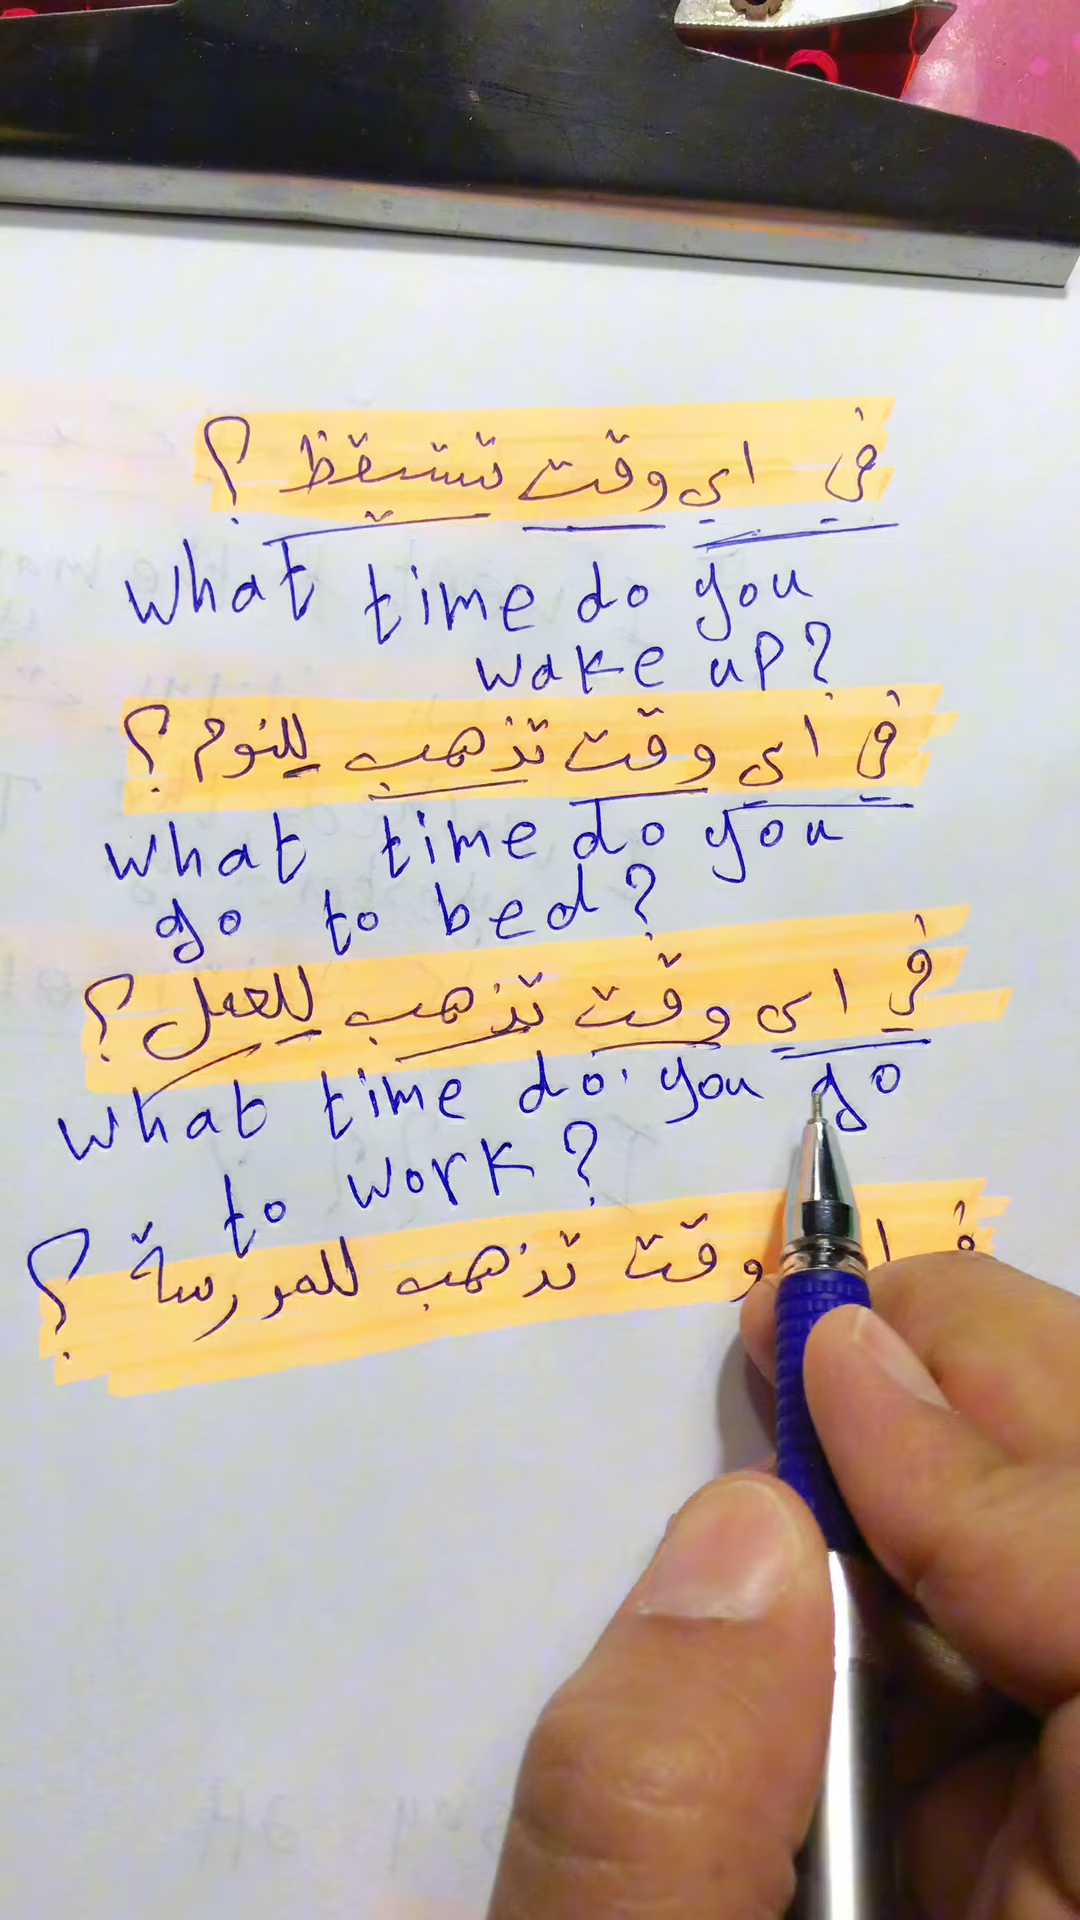 في اي وقت تستيقظ ؟
What time do you
wake up?
في اي وقت تذهب للنوم ؟
What time do you
go to bed?
في اي وقت تذهب للعمل ؟
What time do you go
to work?
وقت تذهب للمدرسة ؟